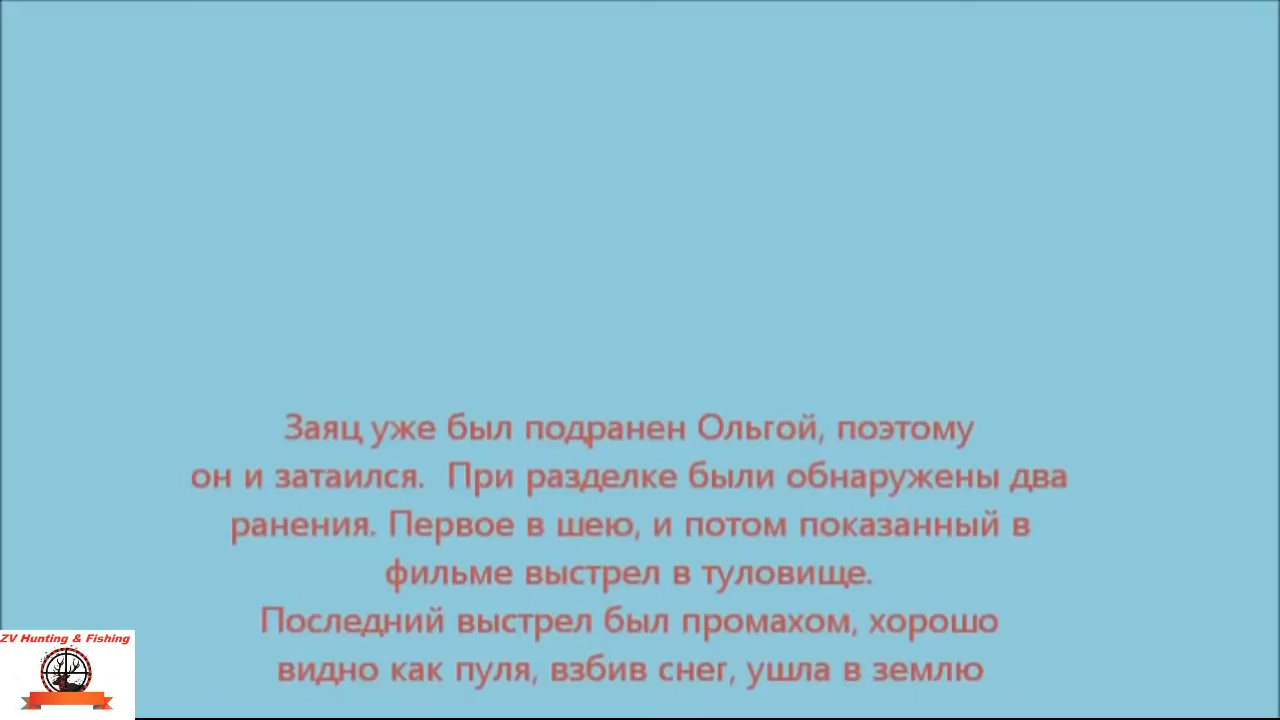 Заяц уже был подранен Ольгой, поэтому
он и затаился.  При разделке были обнаружены два
ранения. Первое в шею, и потом показанный в
фильме выстрел в туловище.
Последний выстрел был промахом, хорошо
видно как пуля, взбив снег, ушла в землю
ZV Hunting & Fishing